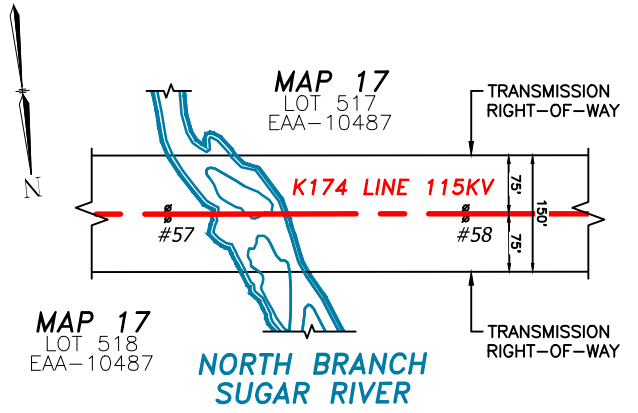 MAP 17
LOT 517
EAA-10487
TRANSMISSION
RIGHT-OF-WAY
N
K174 LINE 115KV
75'
150'
75'
#57
#58
MAP 17
LOT 518
EAA-10487
NORTH BRANCH
SUGAR RIVER
TRANSMISSION
RIGHT-OF-WAY